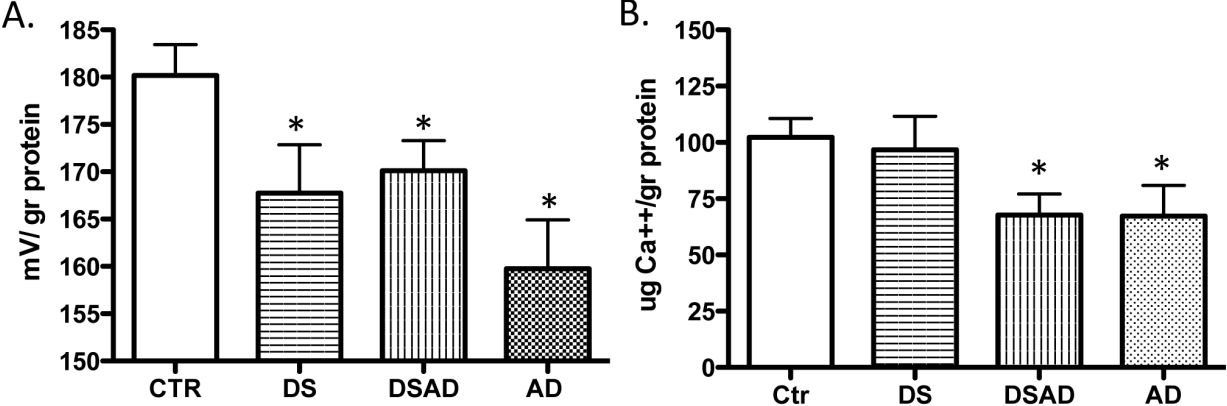 A.
mV/ gr protein
185
180
175
170
165
160
155
150
*
*
*
CTR
DS
DSAD
AD
B.
ug Ca++/gr protein
150
125
100
75
50
25
0
*
*
Ctr
DS
DSAD
AD